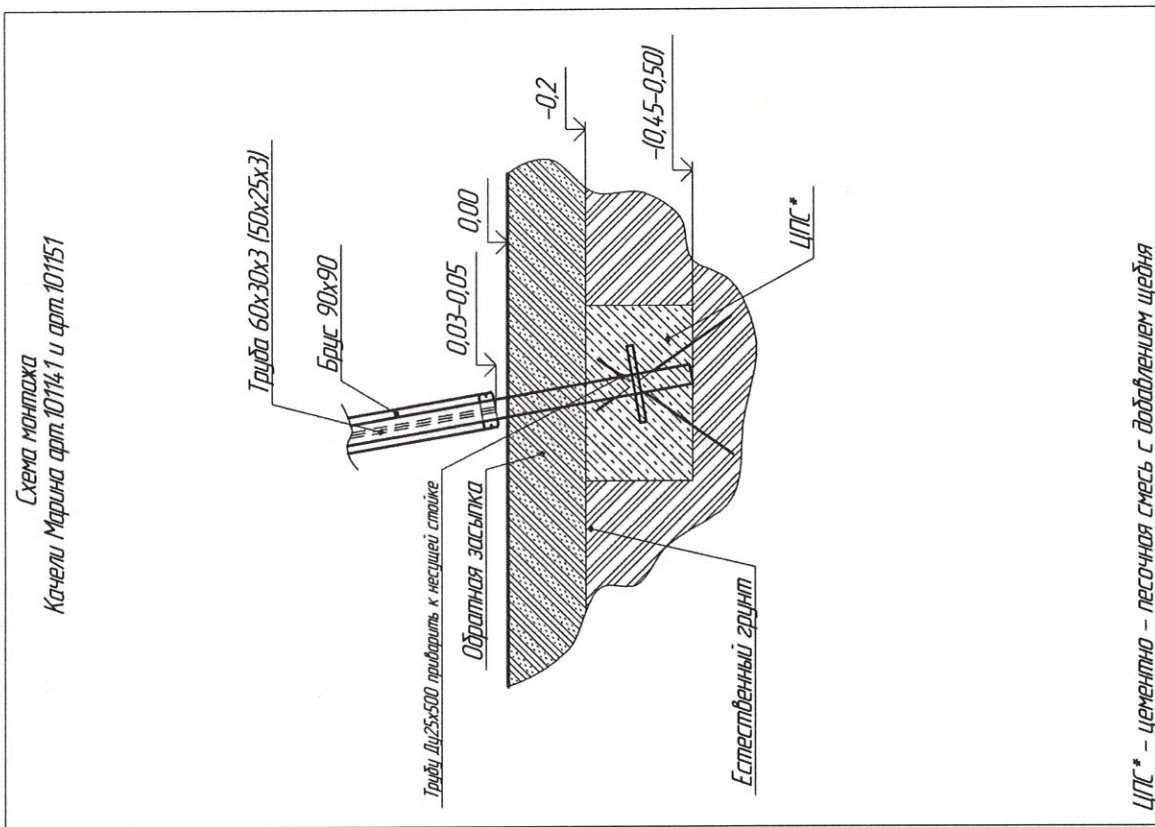 Схема монтажа
Качели Марина арт.101141 и арт.101151
Труба 60х30х3 (50х25х3)
Брус 90х90
0,03-0,05
0,00
-0,2
-(0,45-0,50)
Трубу Ду25х500 приварить к несущей стойке
Обратная засыпка
Естественный грунт
ЦПС*
ЦПС* - цементно - песочная смесь с добавлением щебня